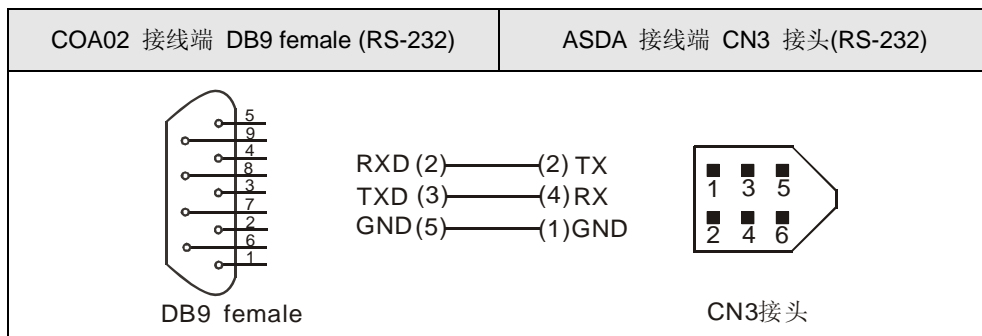 COA02 接线端 DB9 female (RS-232)
ASDA 接线端 CN3 接头(RS-232)
5
9
4
8
3
7
2
6
1
RXD (2) (2) TX
TXD (3) (4) RX
GND (5) (1) GND
1 3 5
2 4 6
DB9 female
CN3接头